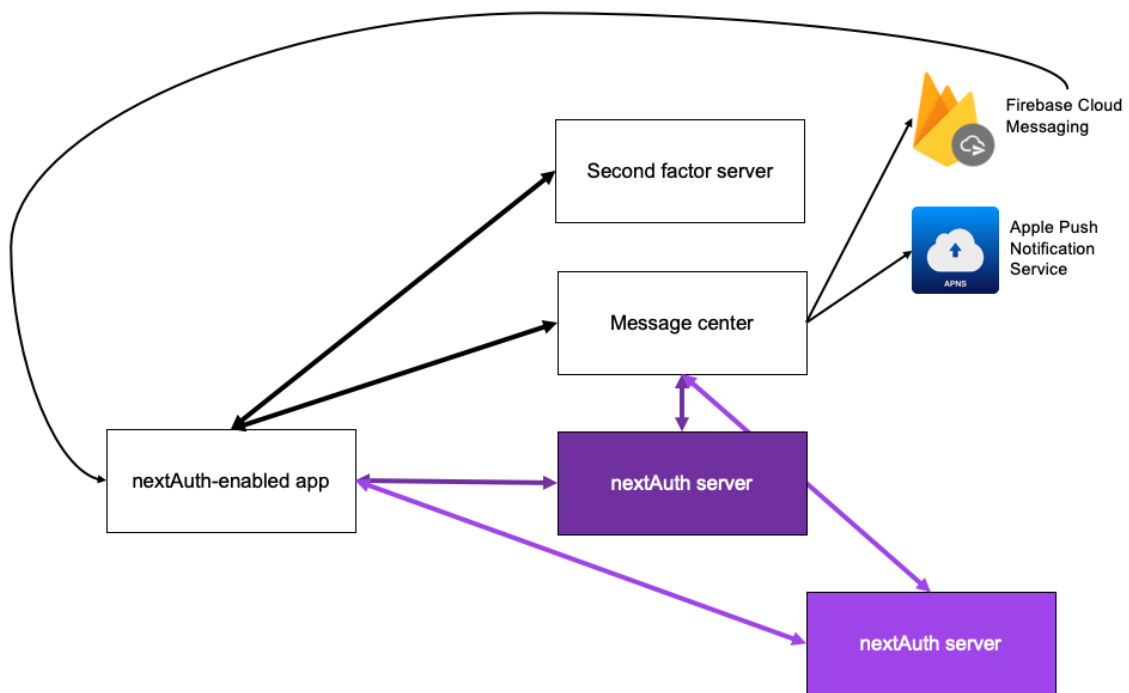 Firebase Cloud
Messaging
Second factor server
Apple Push
Notification
Service
APNS
Message center
nextAuth-enabled app
nextAuth server
nextAuth server